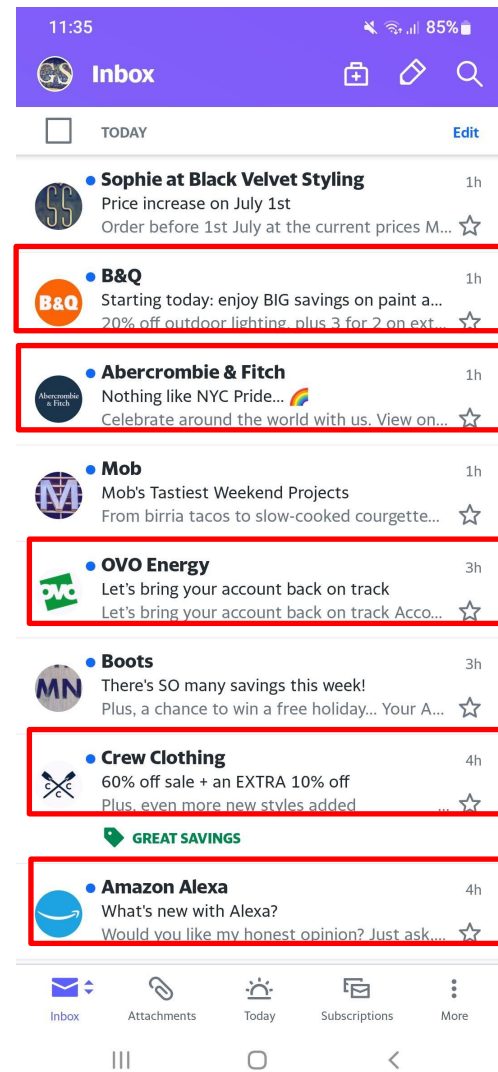 11:35
85%
GS
Inbox
TODAY
Edit
SS
Sophie at Black Velvet Styling
1h
Price increase on July 1st
Order before 1st July at the current prices M...
B&Q
B&Q
1h
Starting today: enjoy BIG savings on paint a...
20% off outdoor lighting, plus 3 for 2 on ext...
Abercrombie
& Fitch
Abercrombie & Fitch
1h
Nothing like NYC Pride... 🌈
Celebrate around the world with us. View on...
M
Mob
1h
Mob's Tastiest Weekend Projects
From birria tacos to slow-cooked courgette...
ovo
OVO Energy
3h
Let's bring your account back on track
Let's bring your account back on track Acco...
MN
Boots
3h
There's SO many savings this week!
Plus, a chance to win a free holiday... Your A...
C C C
Crew Clothing
4h
60% off sale + an EXTRA 10% off
Plus, even more new styles added ...
GREAT SAVINGS
Amazon Alexa
4h
What's new with Alexa?
Would you like my honest opinion? Just ask....
Inbox
Attachments
Today
Subscriptions
More